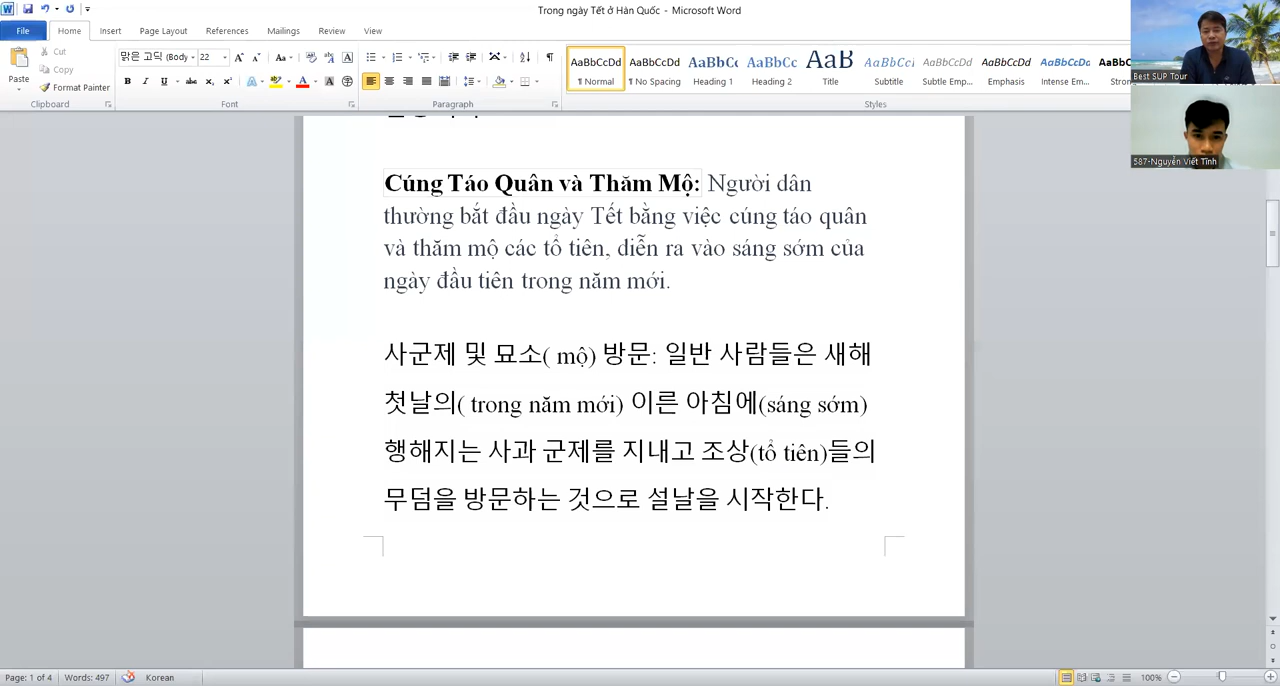 Trong ngày Tết ở Hàn Quốc - Microsoft Word
File Home Insert Page Layout References Mailings Review View
Paste
Cut
Copy
Format Painter
Clipboard
맑은 고딕 (Body 22
Font
Paragraph
AaBbCcDd AaBbCcDd AaBbCc AaBbCc AaB AaBbCcI AaBbCcDd AaBbCcDd AaBbCcDd AaBbC
¶ Normal ¶ No Spacing Heading 1 Heading 2 Title Subtitle Subtle Emp... Emphasis Intense Em... Stron
Styles
Best SUP Tour
587-Nguyễn Viết Tĩnh
Cúng Táo Quân và Thăm Mộ: Người dân
thường bắt đầu ngày Tết bằng việc cúng táo quân
và thăm mộ các tổ tiên, diễn ra vào sáng sớm của
ngày đầu tiên trong năm mới.
사군제 및 묘소( mộ) 방문: 일반 사람들은 새해
첫날의( trong năm mới) 이른 아침에(sáng sớm)
행해지는 사과 군제를 지내고 조상(tổ tiên)들의
무덤을 방문하는 것으로 설날을 시작한다.
Page: 1 of 4 Words: 497 Korean 100%